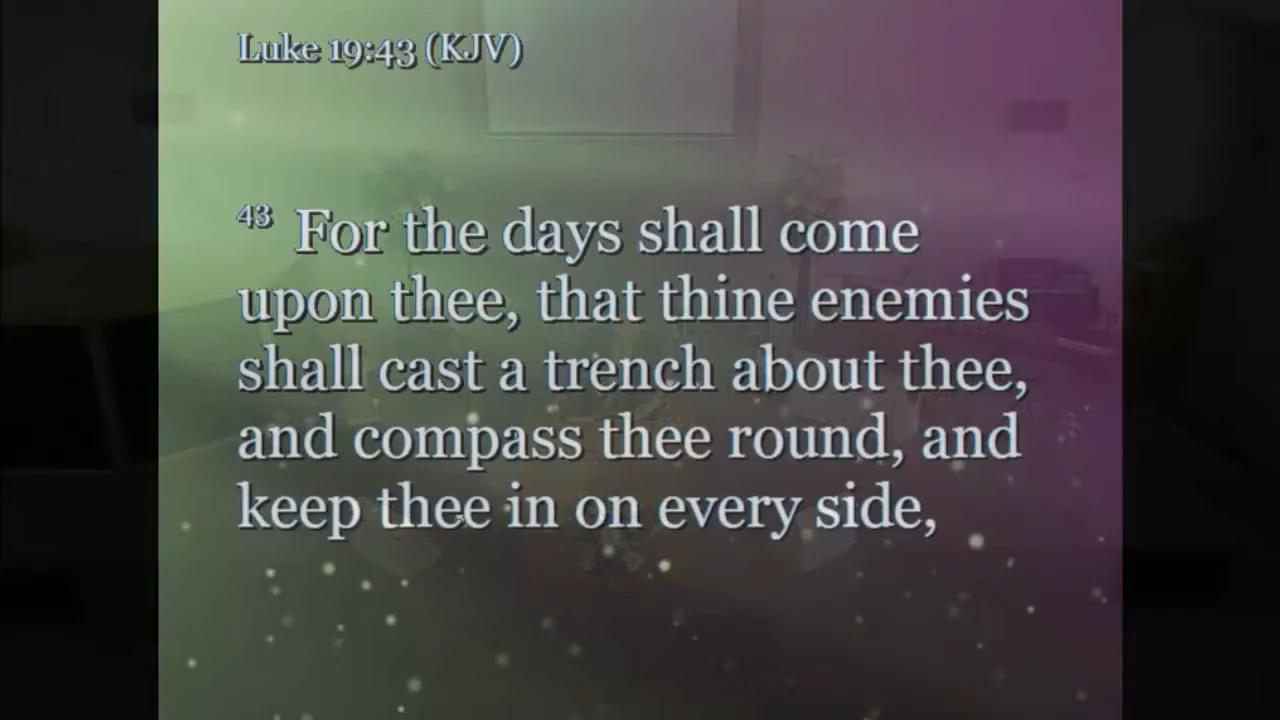 Luke 19:43 (KJV)
43 For the days shall come
upon thee, that thine enemies
shall cast a trench about thee,
and compass thee round, and
keep thee in on every side,